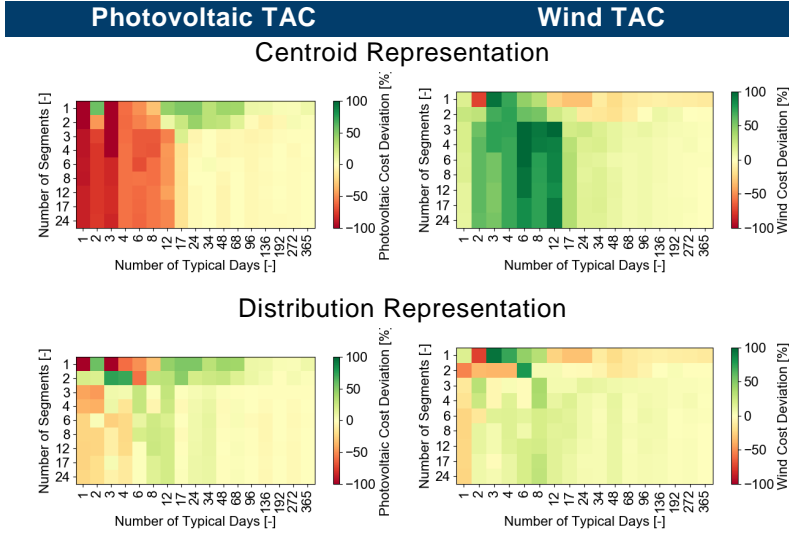 Photovoltaic TAC
Wind TAC
Centroid Representation
Number of Segments [-]
1
2
3
4
6
8
12
17
24
1 2 3 4 6 8 12 17 24 34 48 68 96 136 192 272 365
Number of Typical Days [-]
100
50
0
−50
−100
Photovoltaic Cost Deviation [%]
Number of Segments [-]
1
2
3
4
6
8
12
17
24
1 2 3 4 6 8 12 17 24 34 48 68 96 136 192 272 365
Number of Typical Days [-]
100
50
0
−50
−100
Wind Cost Deviation [%]
Distribution Representation
Number of Segments [-]
1
2
3
4
6
8
12
17
24
1 2 3 4 6 8 12 17 24 34 48 68 96 136 192 272 365
Number of Typical Days [-]
100
50
0
−50
−100
Photovoltaic Cost Deviation [%]
Number of Segments [-]
1
2
3
4
6
8
12
17
24
1 2 3 4 6 8 12 17 24 34 48 68 96 136 192 272 365
Number of Typical Days [-]
100
50
0
−50
−100
Wind Cost Deviation [%]